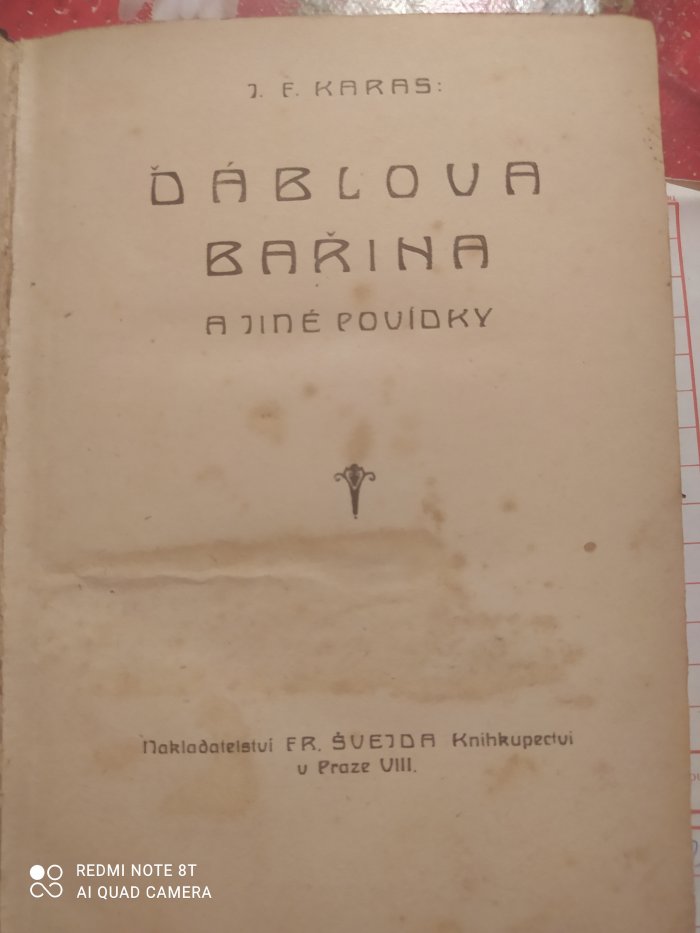 J. F. KARAS:
ĎÁBLOVA
BAŘINA
A JINÉ POVÍDKY
Nakladatelství FR. ŠVEJDA Knihkupectví
v Praze VIII.
REDMI NOTE 8T
AI QUAD CAMERA